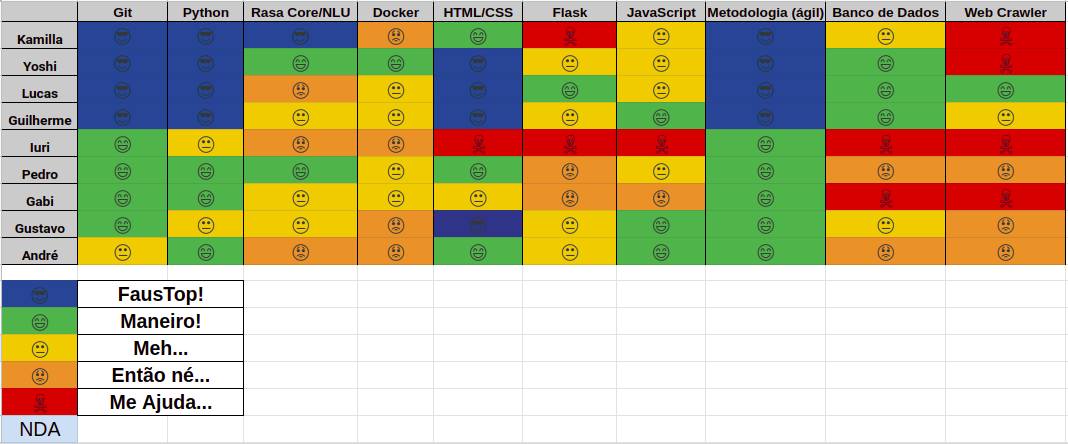 Git Python Rasa Core/NLU Docker HTML/CSS Flask JavaScript Metodologia (ágil) Banco de Dados Web Crawler
Kamilla
Yoshi
Lucas
Guilherme
Iuri
Pedro
Gabi
Gustavo
André
FausTop!
Maneiro!
Meh...
Então né...
Me Ajuda...
NDA